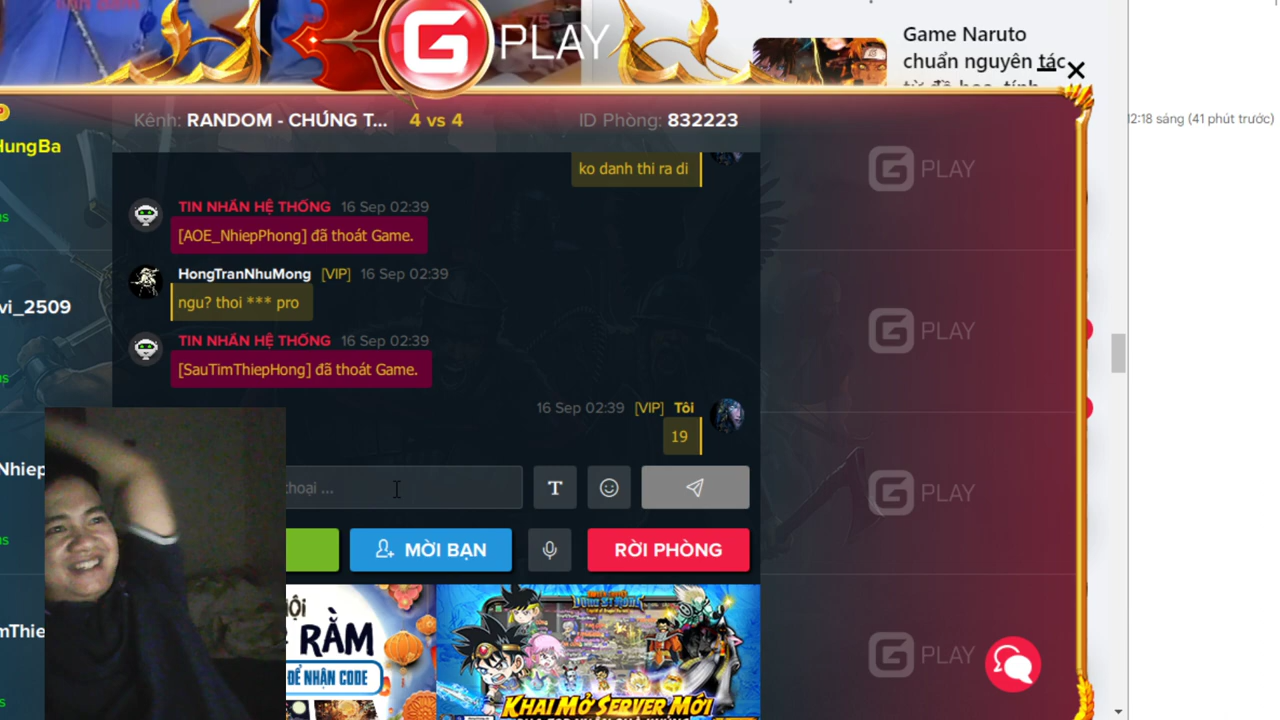 PLAY
Game Naruto
chuẩn nguyên tác
HungBa
Kênh: RANDOM - CHỨNG T... 4 vs 4 ID Phòng: 832223
12:18 sáng (41 phút trước)
ko danh thi ra di
PLAY
TIN NHẮN HỆ THỐNG 16 Sep 02:39
[AOE_NhiepPhong] đã thoát Game.
HongTranNhuMong [VIP] 16 Sep 02:39
ngu? thoi *** pro
vi_2509
PLAY
TIN NHẮN HỆ THỐNG 16 Sep 02:39
[SauTimThiepHong] đã thoát Game.
16 Sep 02:39 [VIP] Tôi
19
Nhiep
thoại ...
T
PLAY
MỜI BẠN
RỜI PHÒNG
mThie
RẰM
ĐỂ NHẬN CODE
PLAY
KHAI MỞ SERVER MỚI